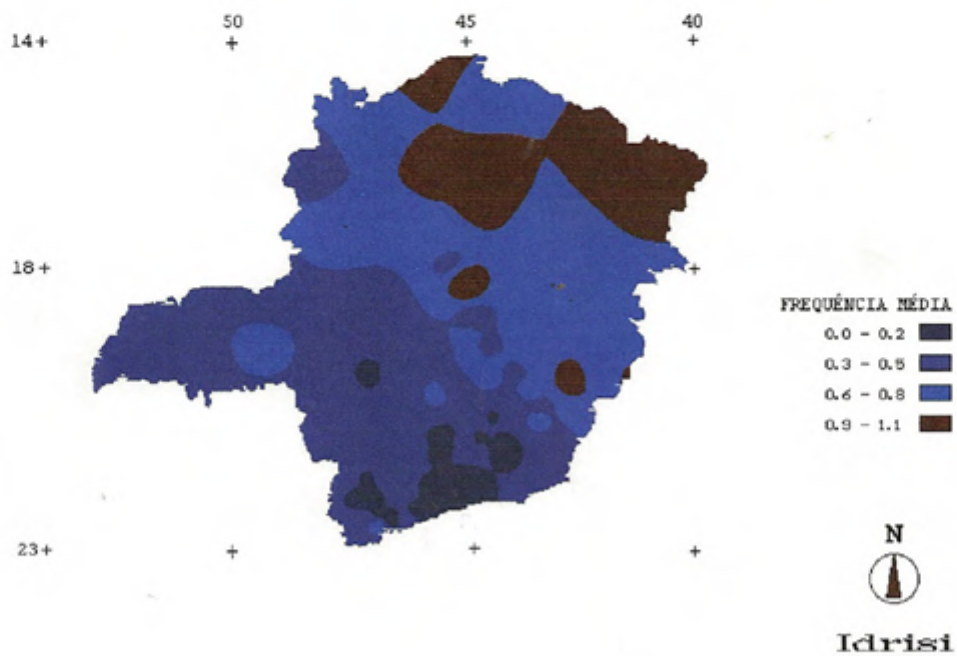 50 45 40
14+ + +
18+ +
FREQUÊNCIA MÉDIA
0.0 - 0.2
0.3 - 0.5
0.6 - 0.8
0.9 - 1.1
23+ + + +
N
Idrisi